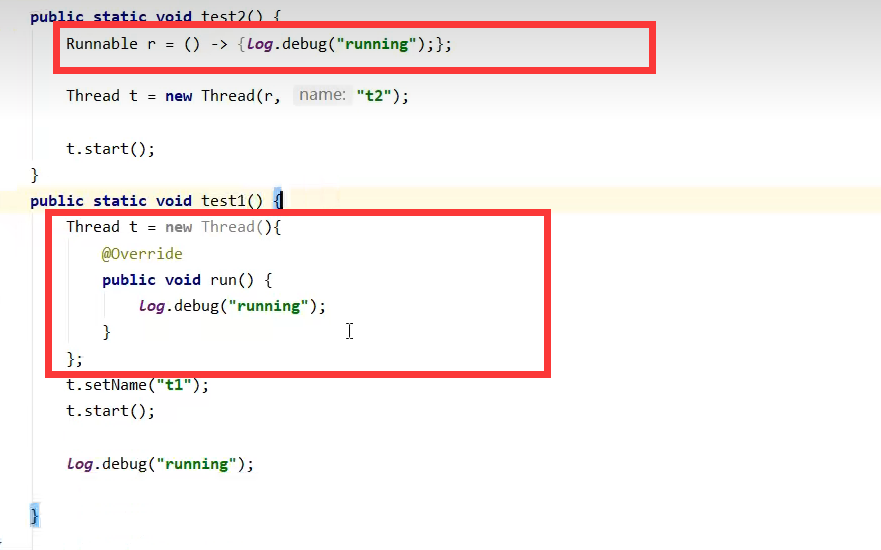 public static void test2() {
Runnable r = () -> {log.debug("running");};
Thread t = new Thread(r, name: "t2");
t.start();
}
public static void test1() {
Thread t = new Thread(){
@Override
public void run() {
log.debug("running");
}
};
t.setName("t1");
t.start();
log.debug("running");
}